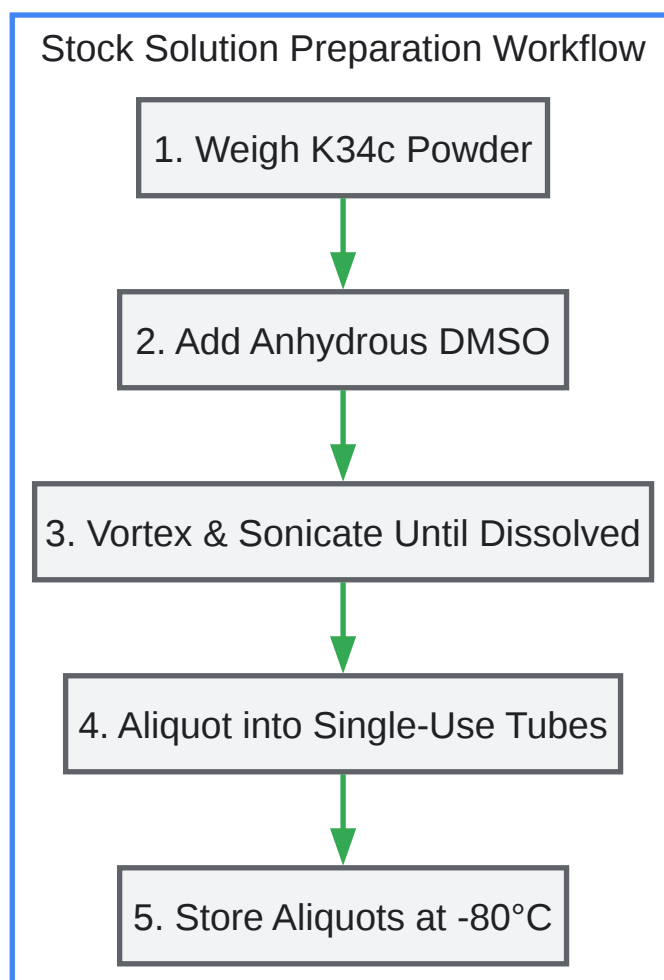 Stock Solution Preparation Workflow
1. Weigh K34c Powder
2. Add Anhydrous DMSO
3. Vortex & Sonicate Until Dissolved
4. Aliquot into Single-Use Tubes
5. Store Aliquots at -80°C